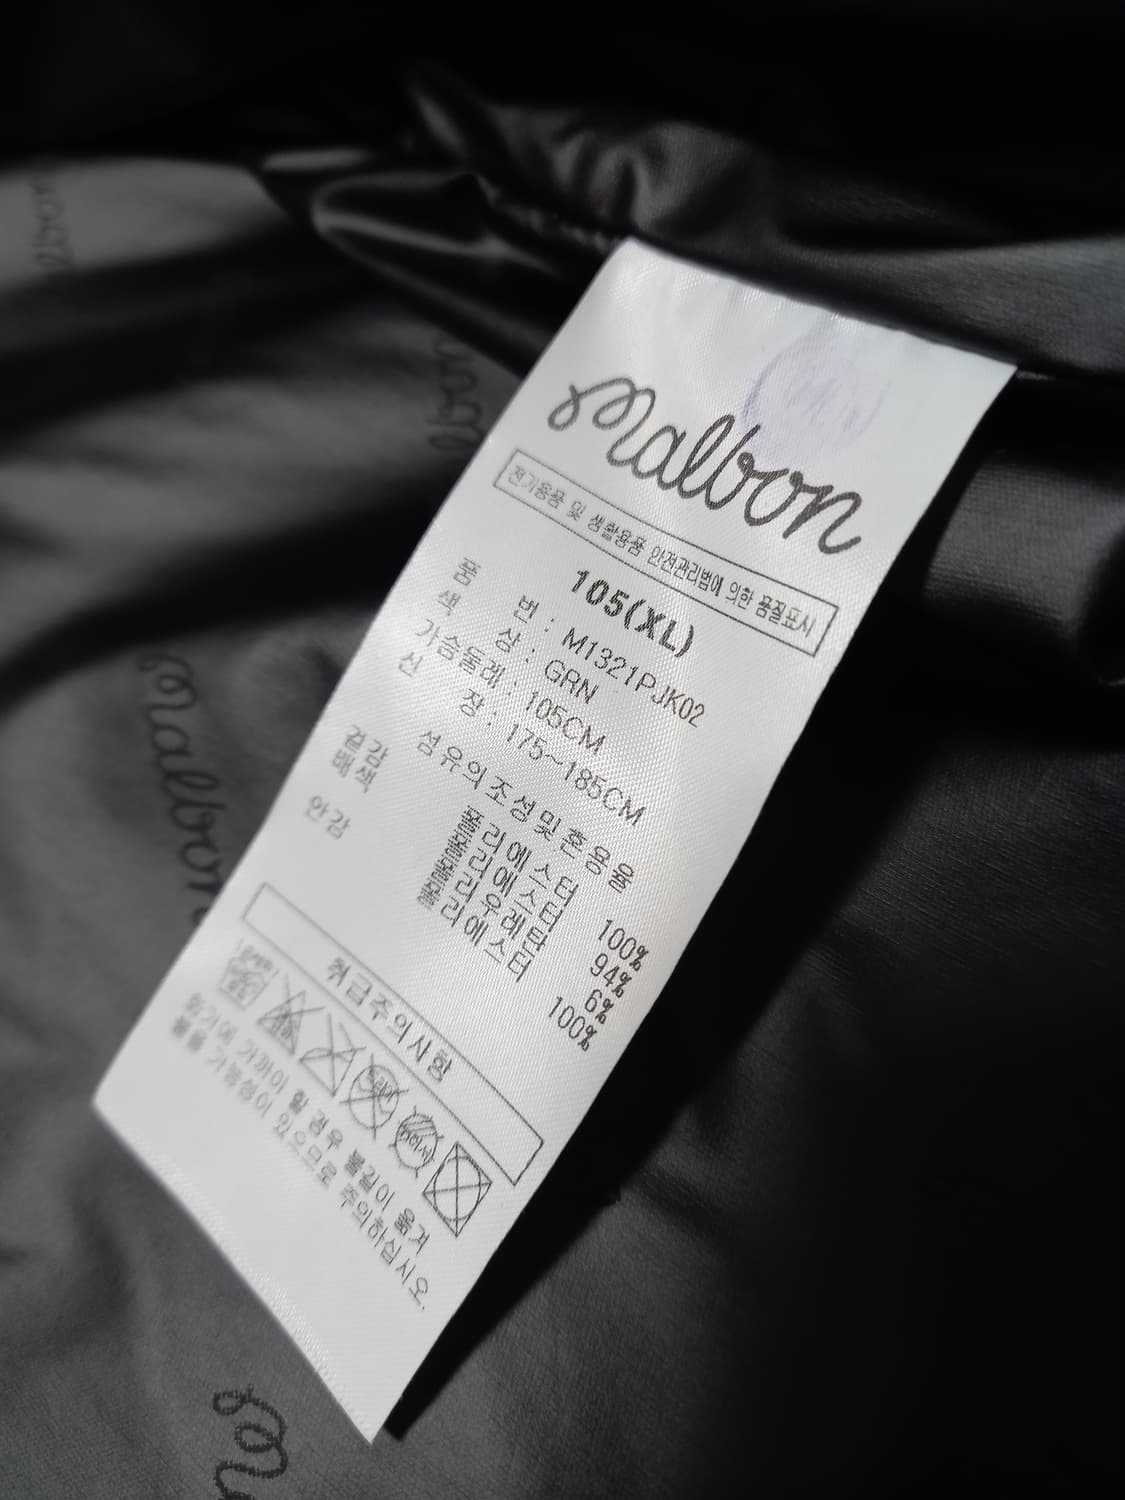 malbon
전기용품 및 생활용품 안전관리법에 의한 품질표시
105(XL)
품 번 : M1321PJK02
색 상 : GRN
가슴둘레 : 105CM
신 장 : 175~185CM
섬유의조성및혼용율
겉감 폴리에스터 100%
배색 폴리에스터 94%
폴리우레탄 6%
안감 폴리에스터 100%
취급주의사항
화기에 가까이 할 경우 불길이 옮겨
붙을 가능성이 있으므로 주의하십시오.
malbon
malbon